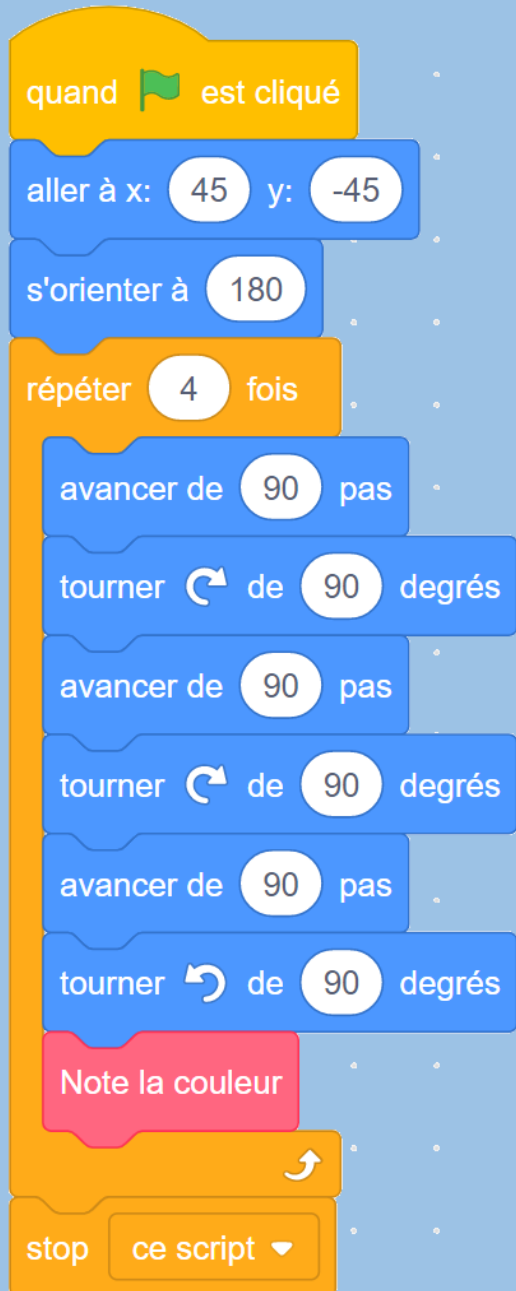 quand est cliqué
aller à x: 45 y: -45
s'orienter à 180
répéter 4 fois
avancer de 90 pas
tourner de 90 degrés
avancer de 90 pas
tourner de 90 degrés
avancer de 90 pas
tourner de 90 degrés
Note la couleur
stop ce script